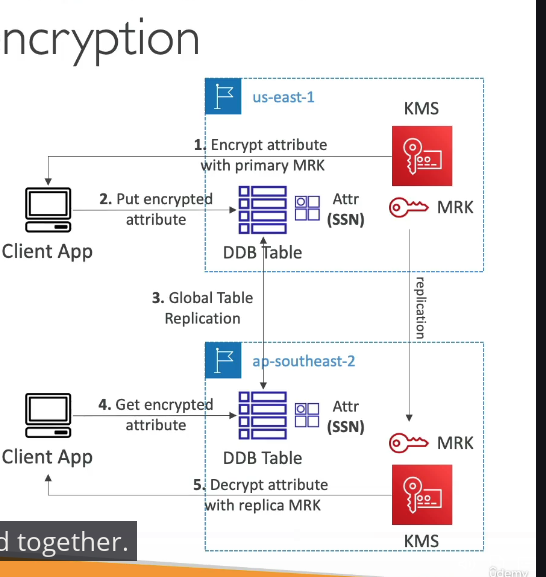 ncryption
us-east-1
KMS
1. Encrypt attribute
with primary MRK
2. Put encrypted
attribute
Attr
(SSN)
MRK
Client App
DDB Table
3. Global Table
Replication
replication
ap-southeast-2
4. Get encrypted
attribute
Attr
(SSN)
MRK
Client App
DDB Table
5. Decrypt attribute
with replica MRK
d together.
KMS
ûdemy